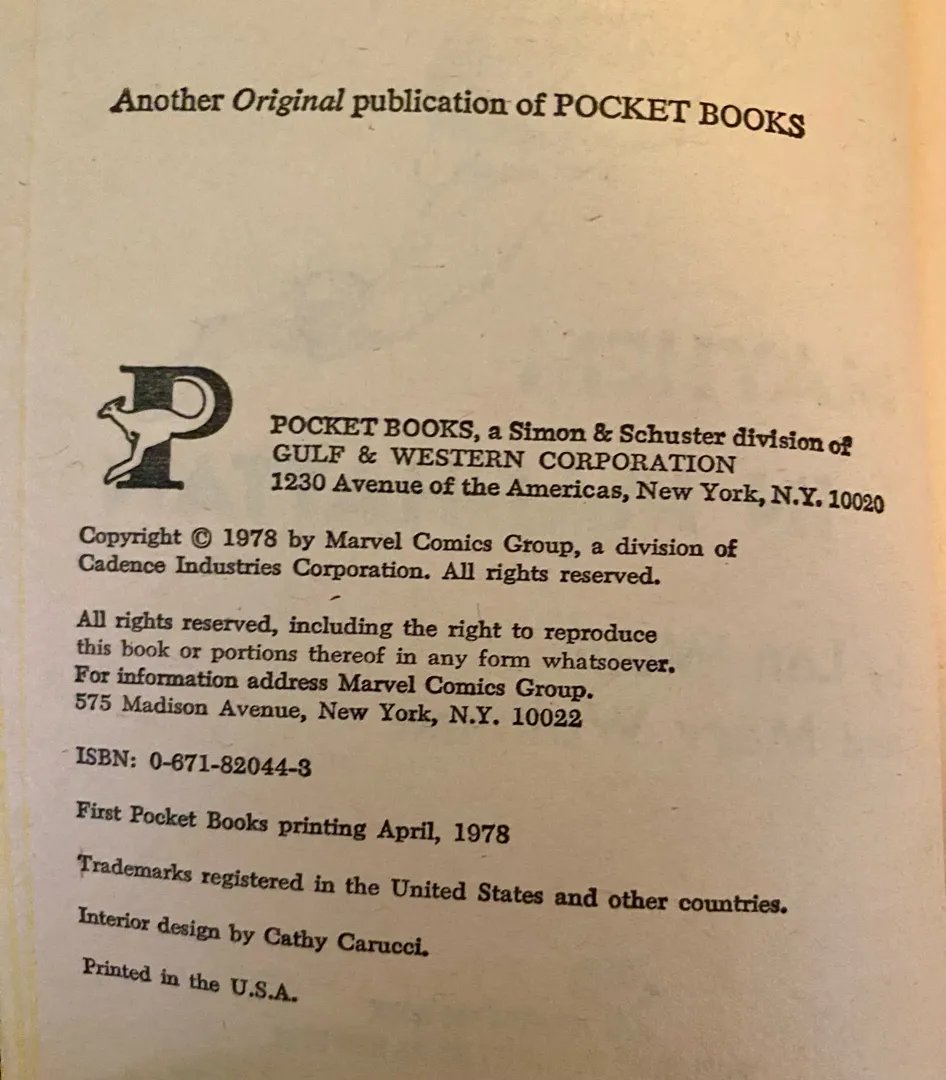 Another Original publication of POCKET BOOKS
P
POCKET BOOKS, a Simon & Schuster division of
GULF & WESTERN CORPORATION
1230 Avenue of the Americas, New York, N.Y. 10020
Copyright © 1978 by Marvel Comics Group, a division of
Cadence Industries Corporation. All rights reserved.
All rights reserved, including the right to reproduce
this book or portions thereof in any form whatsoever.
For information address Marvel Comics Group.
575 Madison Avenue, New York, N.Y. 10022
ISBN: 0-671-82044-3
First Pocket Books printing April, 1978
Trademarks registered in the United States and other countries.
Interior design by Cathy Carucci.
Printed in the U.S.A.